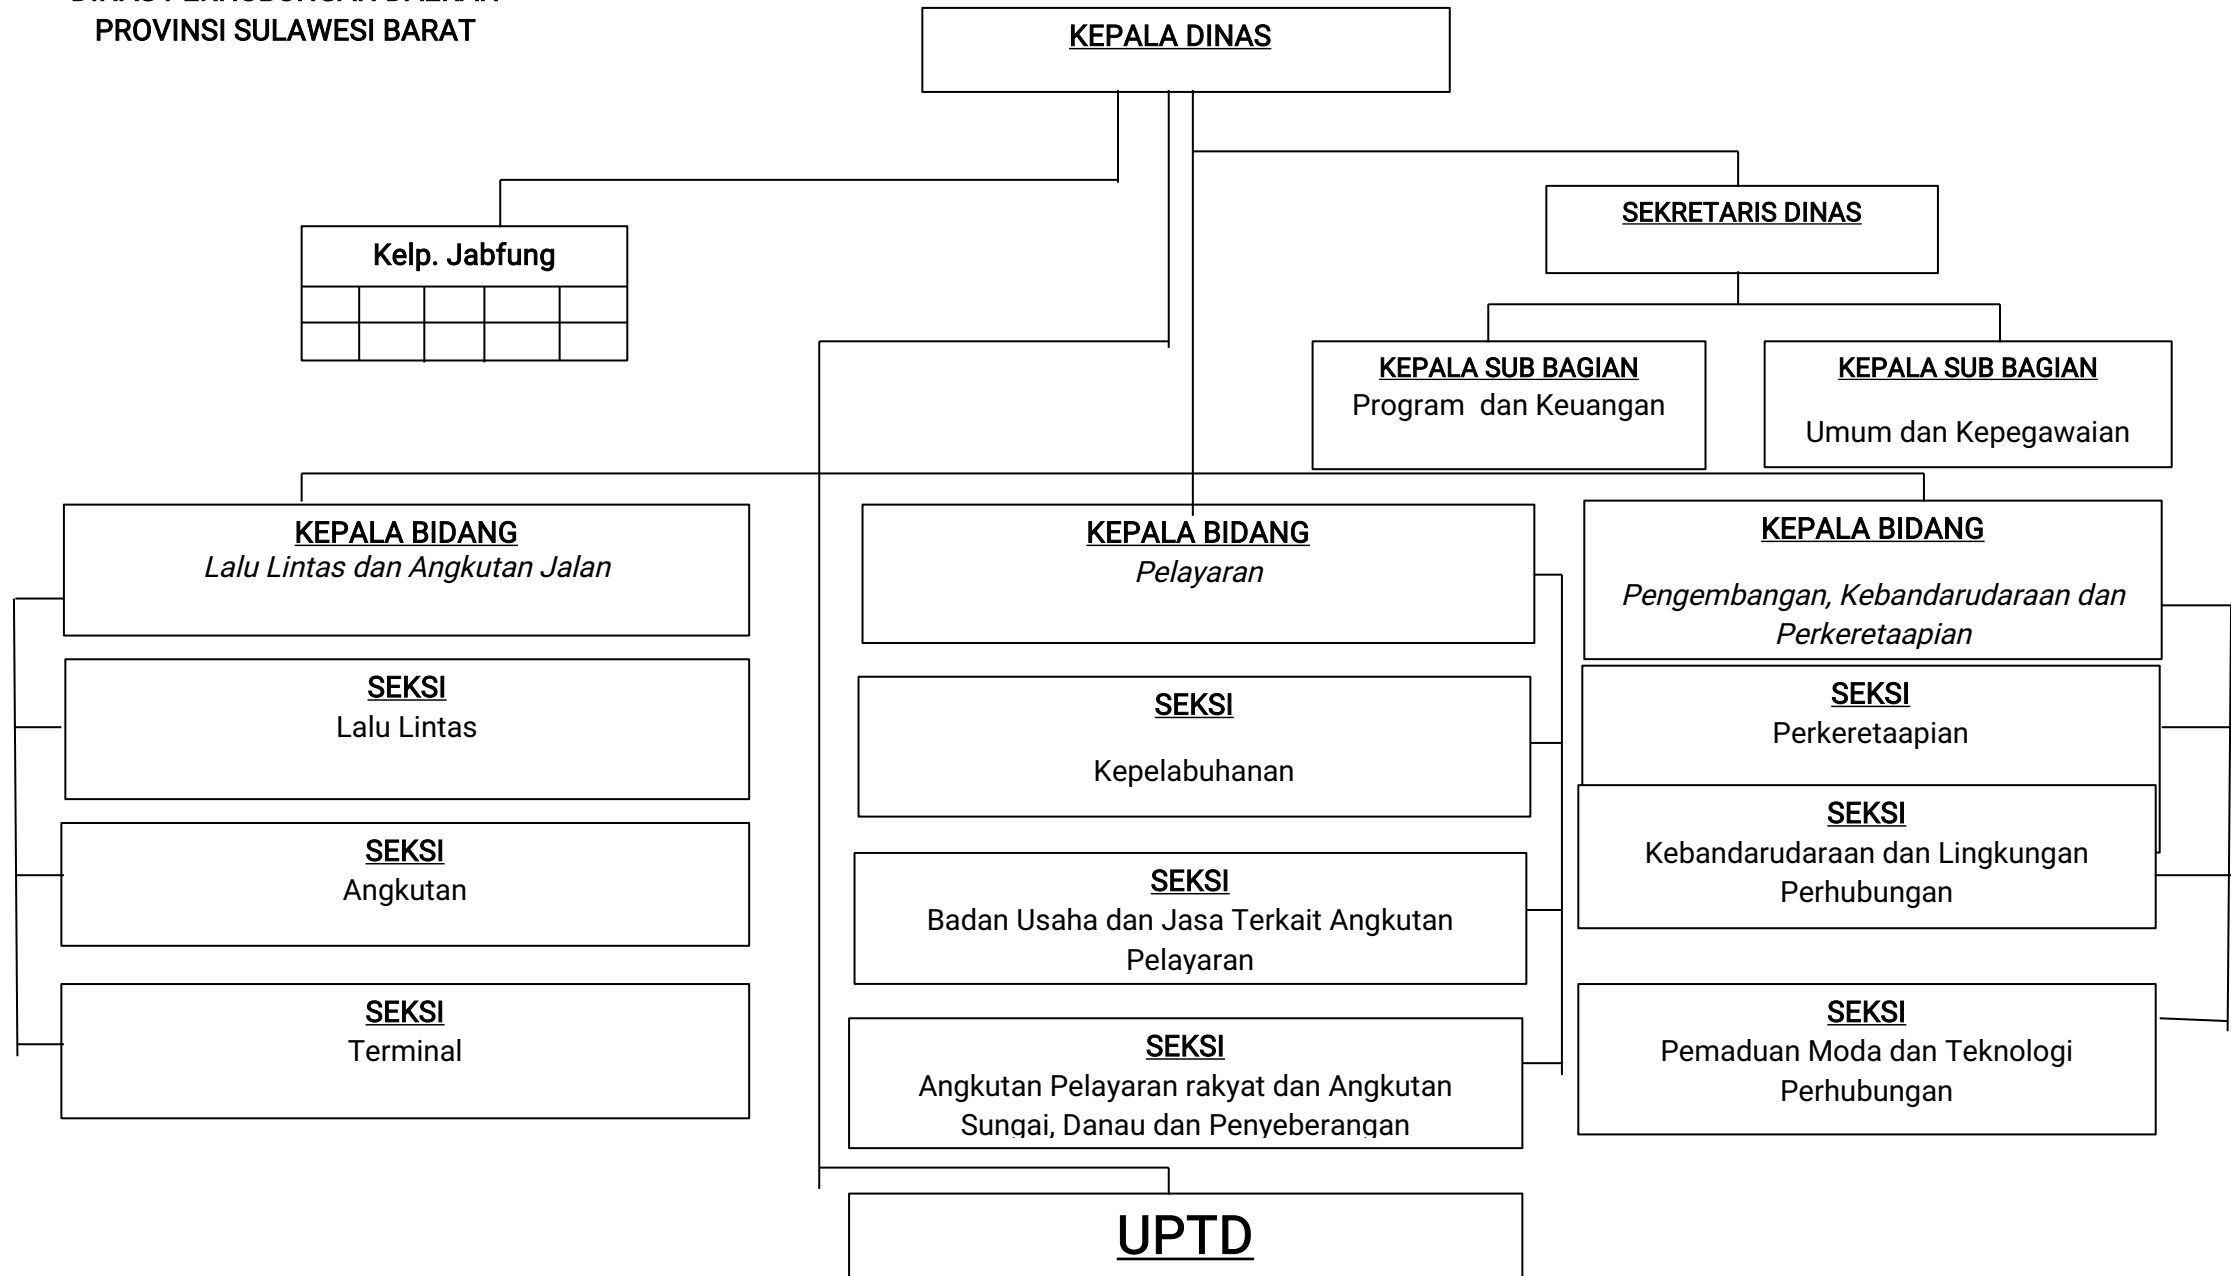 DINAS PERHUBUNGAN DAERAH
PROVINSI SULAWESI BARAT
KEPALA DINAS
SEKRETARIS DINAS
Kelp. Jabfung
KEPALA SUB BAGIAN
Program dan Keuangan
KEPALA SUB BAGIAN
Umum dan Kepegawaian
KEPALA BIDANG
Lalu Lintas dan Angkutan Jalan
SEKSI
Lalu Lintas
SEKSI
Angkutan
SEKSI
Terminal
KEPALA BIDANG
Pelayaran
SEKSI
Kepelabuhanan
SEKSI
Badan Usaha dan Jasa Terkait Angkutan
Pelayaran
SEKSI
Angkutan Pelayaran rakyat dan Angkutan
Sungai, Danau dan Penyeberangan
KEPALA BIDANG
Pengembangan, Kebandarudaraan dan
Perkeretaapian
SEKSI
Perkeretaapian
SEKSI
Kebandarudaraan dan Lingkungan
Perhubungan
SEKSI
Pemaduan Moda dan Teknologi
Perhubungan
UPTD